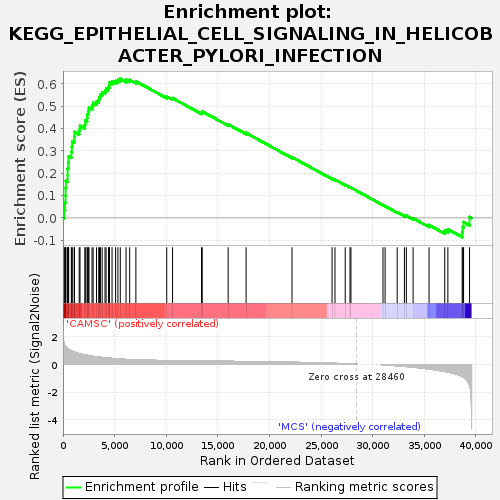 Enrichment plot:
KEGG_EPITHELIAL_CELL_SIGNALING_IN_HELICOB
ACTER_PYLORI_INFECTION
Enrichment score (ES)
0.6
0.5
0.4
0.3
0.2
0.1
0.0
-0.1
'CAMSC' (positively correlated)
Ranked list metric (Signal2Noise)
2
0
-2
-4
Zero cross at 28460
'MCS' (negatively correlated)
0
5,000
10,000
15,000
20,000
25,000
30,000
35,000
40,000
Rank in Ordered Dataset
Enrichment profile
Hits
Ranking metric scores